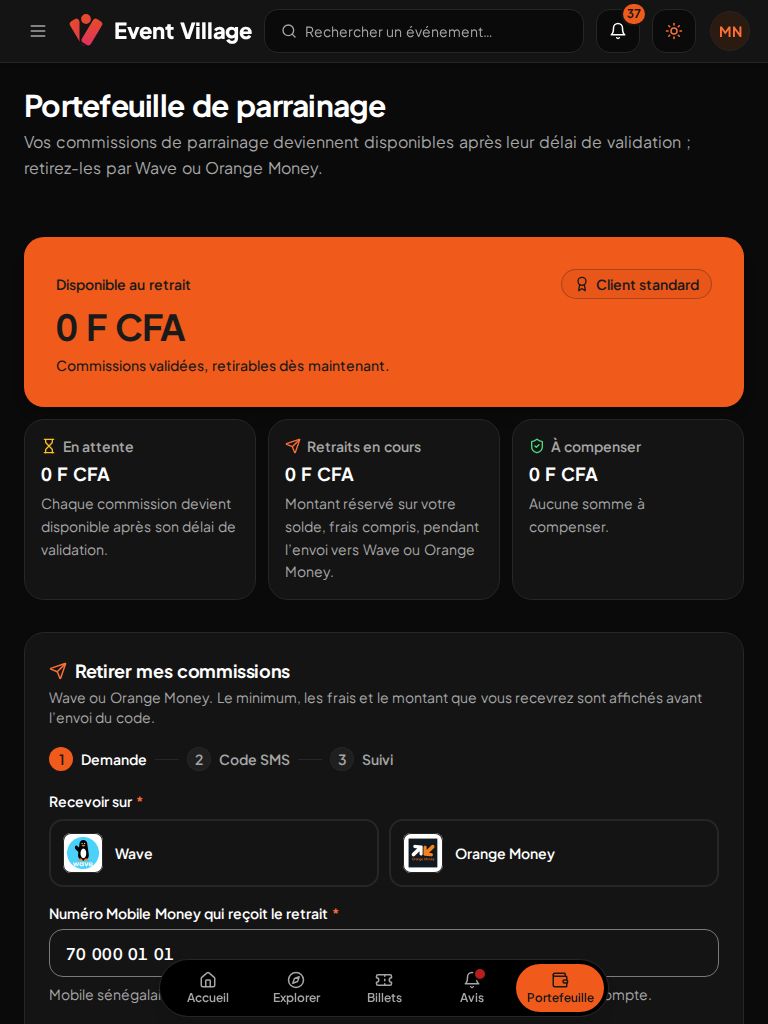 Event Village
Rechercher un événement...
37
MN
Portefeuille de parrainage
Vos commissions de parrainage deviennent disponibles après leur délai de validation ;
retirez-les par Wave ou Orange Money.
Disponible au retrait
Client standard
0 F CFA
Commissions validées, retirables dès maintenant.
En attente
0 F CFA
Chaque commission devient
disponible après son délai de
validation.
Retraits en cours
0 F CFA
Montant réservé sur votre
solde, frais compris, pendant
l'envoi vers Wave ou Orange
Money.
À compenser
0 F CFA
Aucune somme à
compenser.
Retirer mes commissions
Wave ou Orange Money. Le minimum, les frais et le montant que vous recevrez sont affichés avant
l'envoi du code.
1 Demande 2 Code SMS 3 Suivi
Recevoir sur *
Wave
Orange Money
Numéro Mobile Money qui reçoit le retrait *
70 000 01 01
Mobile
Accueil
Explorer
Billets
Avis
Portefeuille